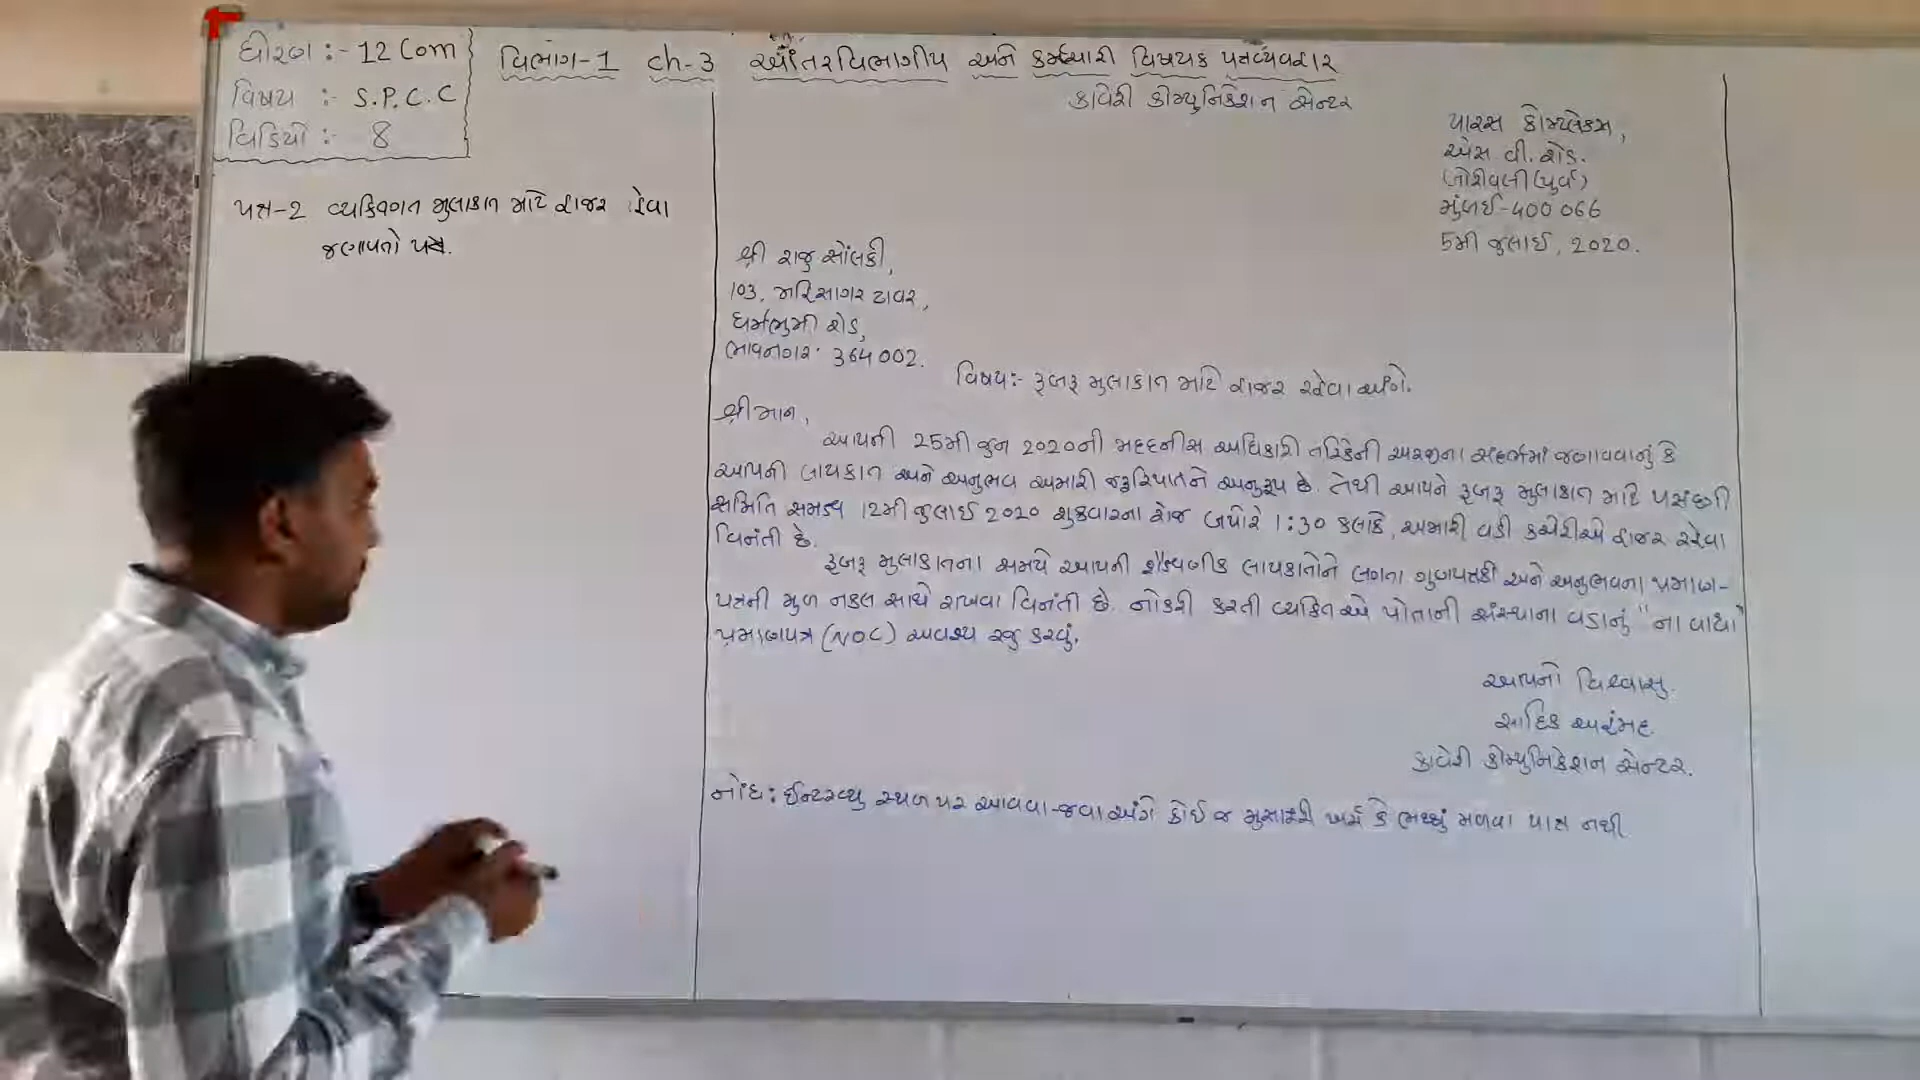 ધોરણ :- 12 Com
વિષય :- S.P.C.C
વિડિયો :- 8
વિભાગ-1 ch-3 આંતરવિભાગીય અને કર્મચારી વિષયક પત્રવ્યવહાર
પત્ર-2 વ્યક્તિગત મુલાકાત માટે હાજર રહેવા
જણાવતો પત્ર.
કાવેરી કોમ્યુનિકેશન સેન્ટર
પારસ કોમ્પ્લેક્સ,
એસ વી. રોડ.
બોરીવલી(પુર્વ)
મુંબઈ-400 066
5મી જુલાઈ, 2020.
શ્રી રાજુ સોંલકી,
103, મહિસાગર ટાવર,
ધર્મભુમી રોડ,
ભાવનગર 364 002.
વિષય:- રૂબરૂ મુલાકાત માટે હાજર રહેવા અંગે.
શ્રીમાન,
આપની 25મી જુન 2020ની મદદનીસ અધિકારી તરિકેની અરજીના સંદર્ભમાં જણાવવાનું કે
આપની લાયકાત અને અનુભવ અમારી જરૂરિયાતને અનુરૂપ છે. તેથી આપને રૂબરૂ મુલાકાત માટે પસંદગી
સમિતિ સમક્ષ 12મી જુલાઈ 2020 શુક્રવારના રોજ બપોરે 1:30 કલાકે, અમારી વડી કચેરીએ હાજર રહેવા
વિનંતી છે.
રૂબરૂ મુલાકાતના સમયે આપની શૈક્ષણીક લાયકાતોને લગતા ગુણપત્રકો અને અનુભવના પ્રમાણ-
પત્રની મુળ નકલ સાથે રાખવા વિનંતી છે. નોકરી કરતી વ્યક્તિએ પોતાની સંસ્થાના વડાનું "ના વાંધા"
પ્રમાણપત્ર (NOC) અવશ્ય રજુ કરવું.
આપનો વિશ્વાસુ
સાદિક અહંમદ
કાવેરી કોમ્યુનિકેશન સેન્ટર.
નોંધ: ઈન્ટરવ્યુ સ્થળ પર આવવા-જવા અંગે કોઈ જ મુસાફરી ખર્ચ કે ભથ્થું મળવા પાત્ર નથી